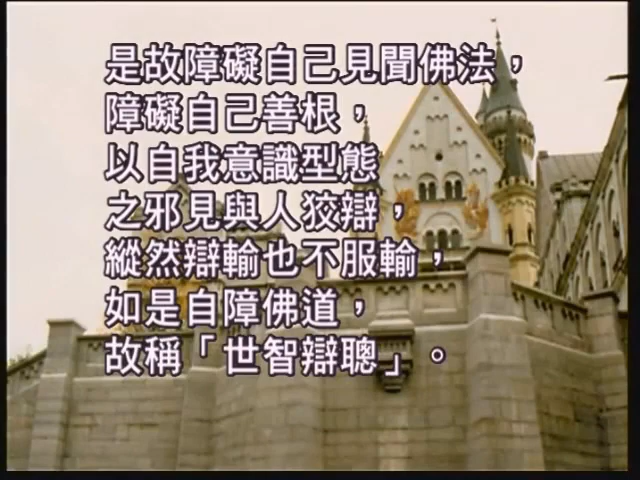 是故障礙自己見聞佛法，
障礙自己善根，
以自我意識型態
之邪見與人狡辯，
縱然辯輸也不服輸，
如是自障佛道，
故稱「世智辯聰」。